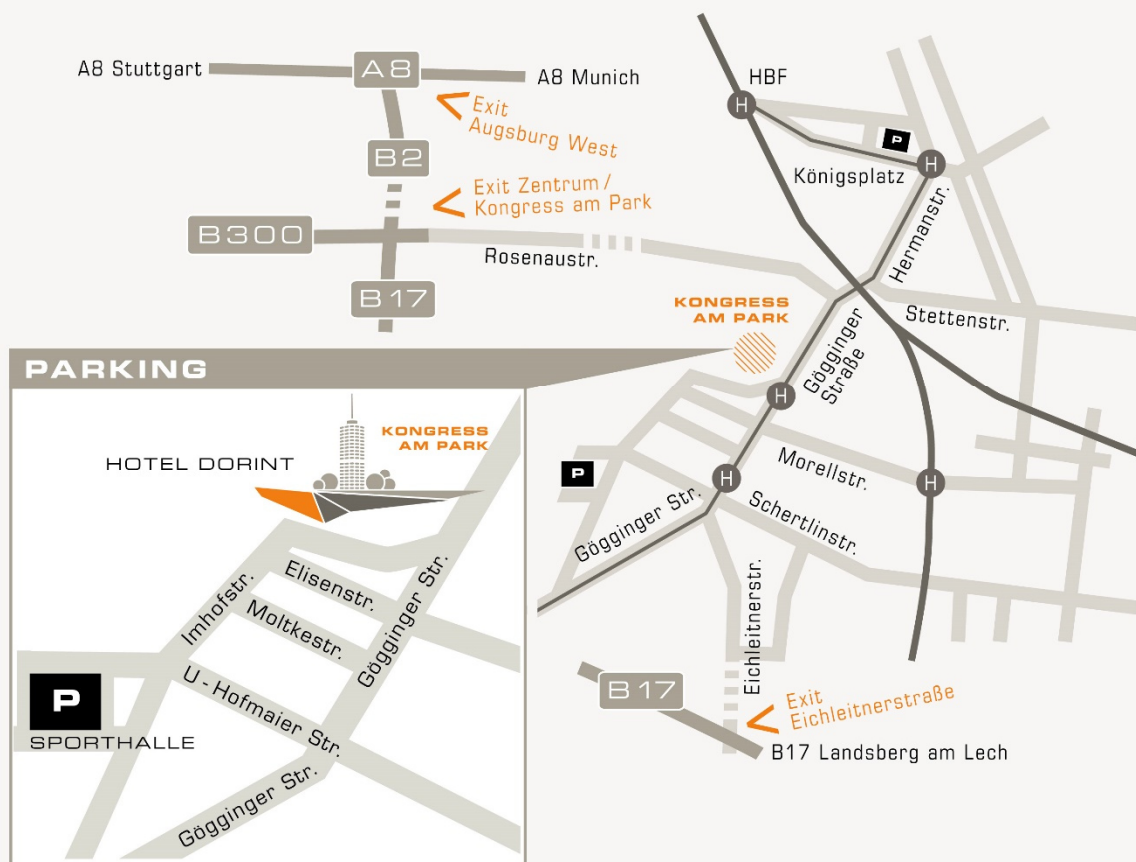 A8 Stuttgart
A8
A8 Munich
Exit
Augsburg West
B2
Exit Zentrum /
Kongress am Park
B300
Rosenaustr.
B17
HBF
H
P
H
Königsplatz
Hermanstr.
Stettenstr.
KONGRESS
AM PARK
Gögginger
Straße
H
Morellstr.
H
P
H
Gögginger Str.
Schertlinstr.
Eichleitnerstr.
B17
Exit
Eichleitnerstraße
B17 Landsberg am Lech
PARKING
KONGRESS
AM PARK
HOTEL DORINT
Imhofstr.
Elisenstr.
Moltkestr.
Gögginger Str.
U-Hofmaier Str.
P
SPORTHALLE
Gögginger Str.